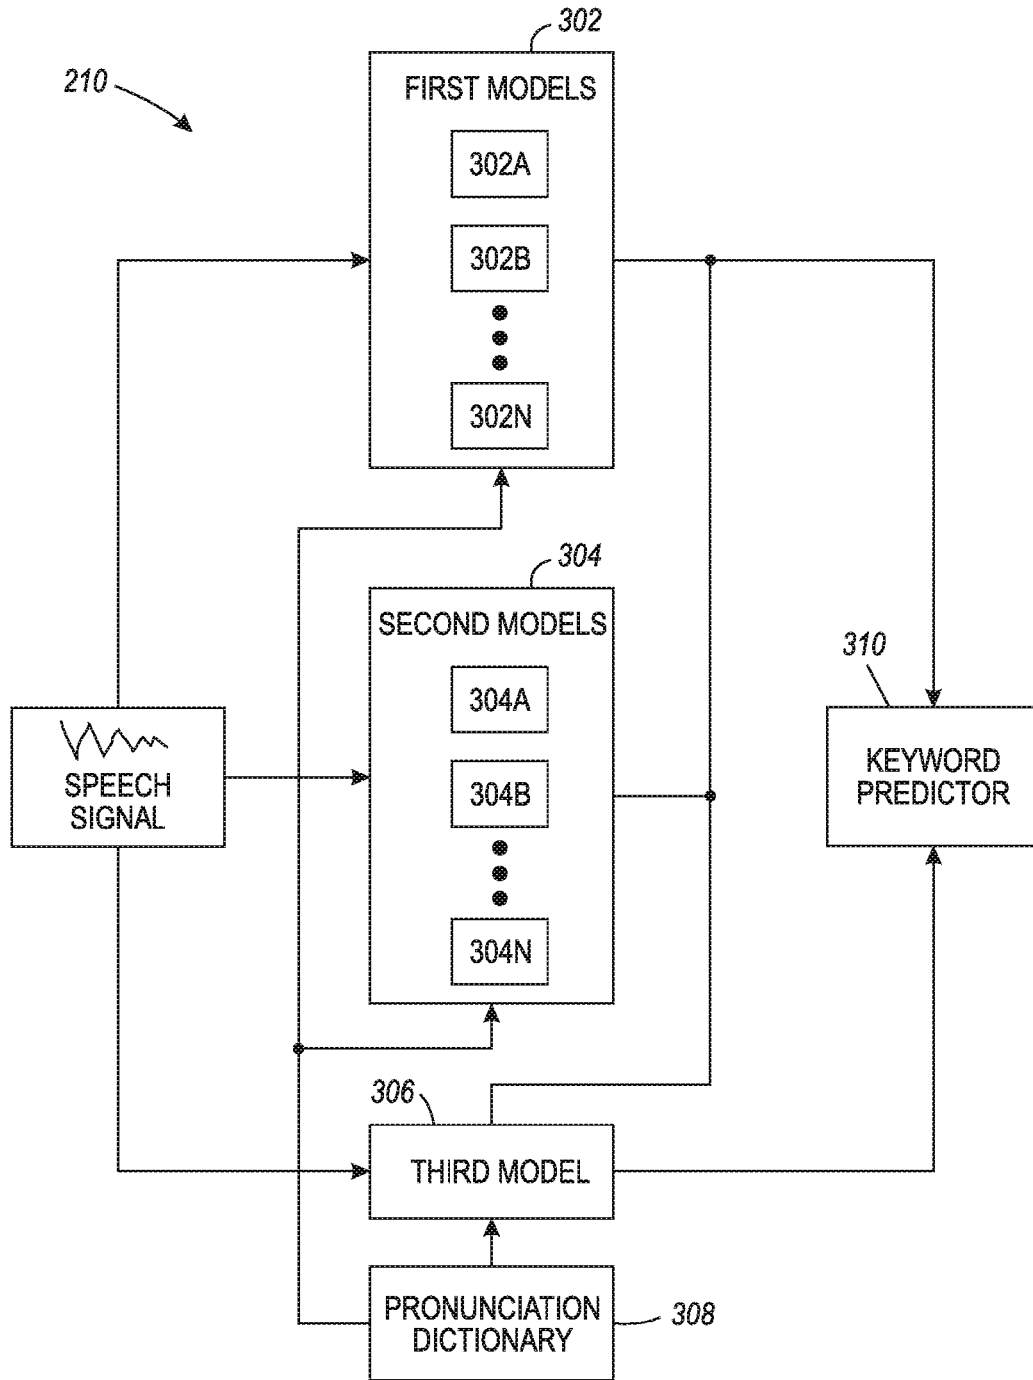 302
210
FIRST MODELS
302A
302B
302N
304
SECOND MODELS
304A
304B
304N
SPEECH
SIGNAL
310
KEYWORD
PREDICTOR
306
THIRD MODEL
PRONUNCIATION
DICTIONARY
308